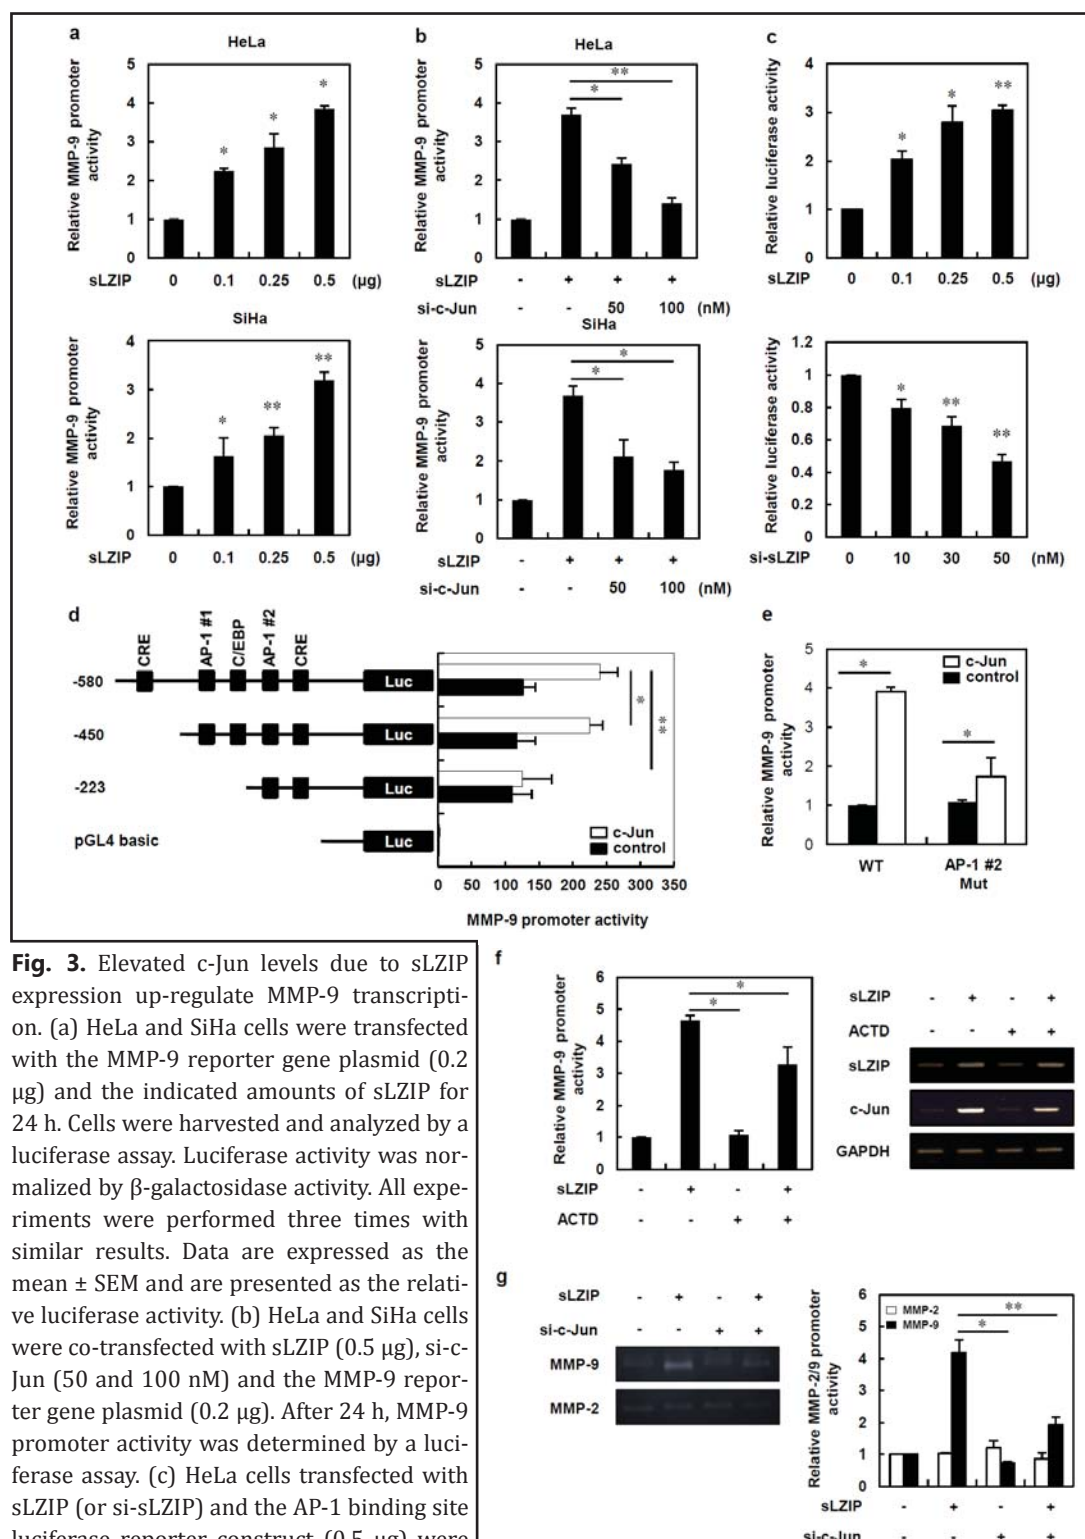 a
HeLa
Relative MMP-9 promoter
activity
5
4
3
2
1
0
sLZIP 0 0.1 0.25 0.5 (µg)
* * *
SiHa
Relative MMP-9 promoter
activity
4
3
2
1
0
sLZIP 0 0.1 0.25 0.5 (µg)
* ** **
b
HeLa
Relative MMP-9 promoter
activity
5
4
3
2
1
0
**
*
sLZIP - + + +
si-c-Jun - - 50 100 (nM)
SiHa
Relative MMP-9 promoter
activity
5
4
3
2
1
0
*
*
sLZIP - + + +
si-c-Jun - - 50 100 (nM)
c
Relative luciferase activity
4
3
2
1
0
* * **
sLZIP 0 0.1 0.25 0.5 (µg)
Relative luciferase activity
1.2
1
0.8
0.6
0.4
0.2
0
* ** **
si-sLZIP 0 10 30 50 (nM)
d
CRE AP-1 #1 C/EBP AP-1 #2 CRE
-580 Luc
-450 Luc
-223 Luc
pGL4 basic Luc
*
**
c-Jun
control
0 50 100 150 200 250 300 350
MMP-9 promoter activity
e
Relative MMP-9 promoter
activity
5
4
3
2
1
0
c-Jun
control
* *
WT AP-1 #2
Mut
Fig. 3. Elevated c-Jun levels due to sLZIP
expression up-regulate MMP-9 transcripti-
on. (a) HeLa and SiHa cells were transfected
with the MMP-9 reporter gene plasmid (0.2
µg) and the indicated amounts of sLZIP for
24 h. Cells were harvested and analyzed by a
luciferase assay. Luciferase activity was nor-
malized by β-galactosidase activity. All expe-
riments were performed three times with
similar results. Data are expressed as the
mean ± SEM and are presented as the relati-
ve luciferase activity. (b) HeLa and SiHa cells
were co-transfected with sLZIP (0.5 µg), si-c-
Jun (50 and 100 nM) and the MMP-9 repor-
ter gene plasmid (0.2 µg). After 24 h, MMP-9
promoter activity was determined by a luci-
ferase assay. (c) HeLa cells transfected with
sLZIP (or si-sLZIP) and the AP-1 binding site
luciferase reporter construct (0.5 µg) were
f
Relative MMP-9 promoter
activity
6
5
4
3
2
1
0
*
*
sLZIP - + - +
ACTD - - + +
sLZIP - + - +
ACTD - - + +
sLZIP
c-Jun
GAPDH
g
sLZIP - + - +
si-c-Jun - - + +
MMP-9
MMP-2
Relative MMP-2/9 promoter
activity
6
5
4
3
2
1
0
MMP-2
MMP-9
**
*
sLZIP - + - +
si-c-Jun - - + +